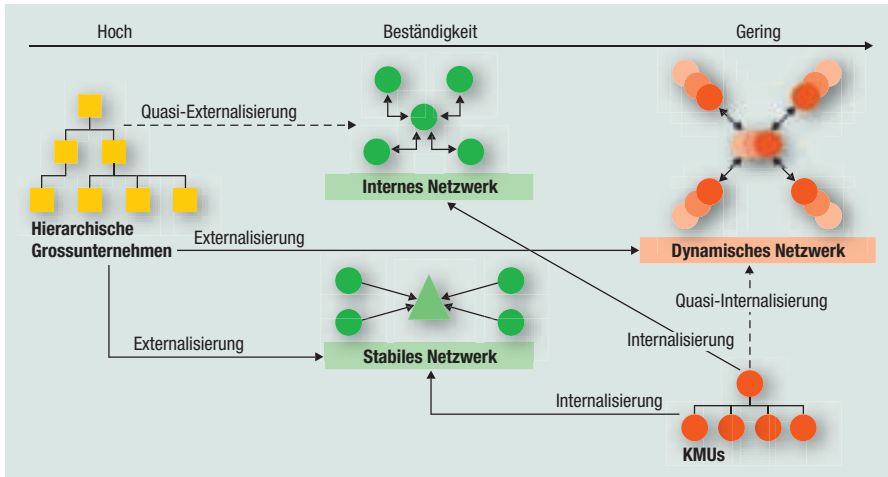 Hoch Beständigkeit Gering
Quasi-Externalisierung
Internes Netzwerk
Hierarchische
Grossunternehmen
Externalisierung
Dynamisches Netzwerk
Quasi-Internalisierung
Externalisierung
Internalisierung
Stabiles Netzwerk
Internalisierung
KMUs